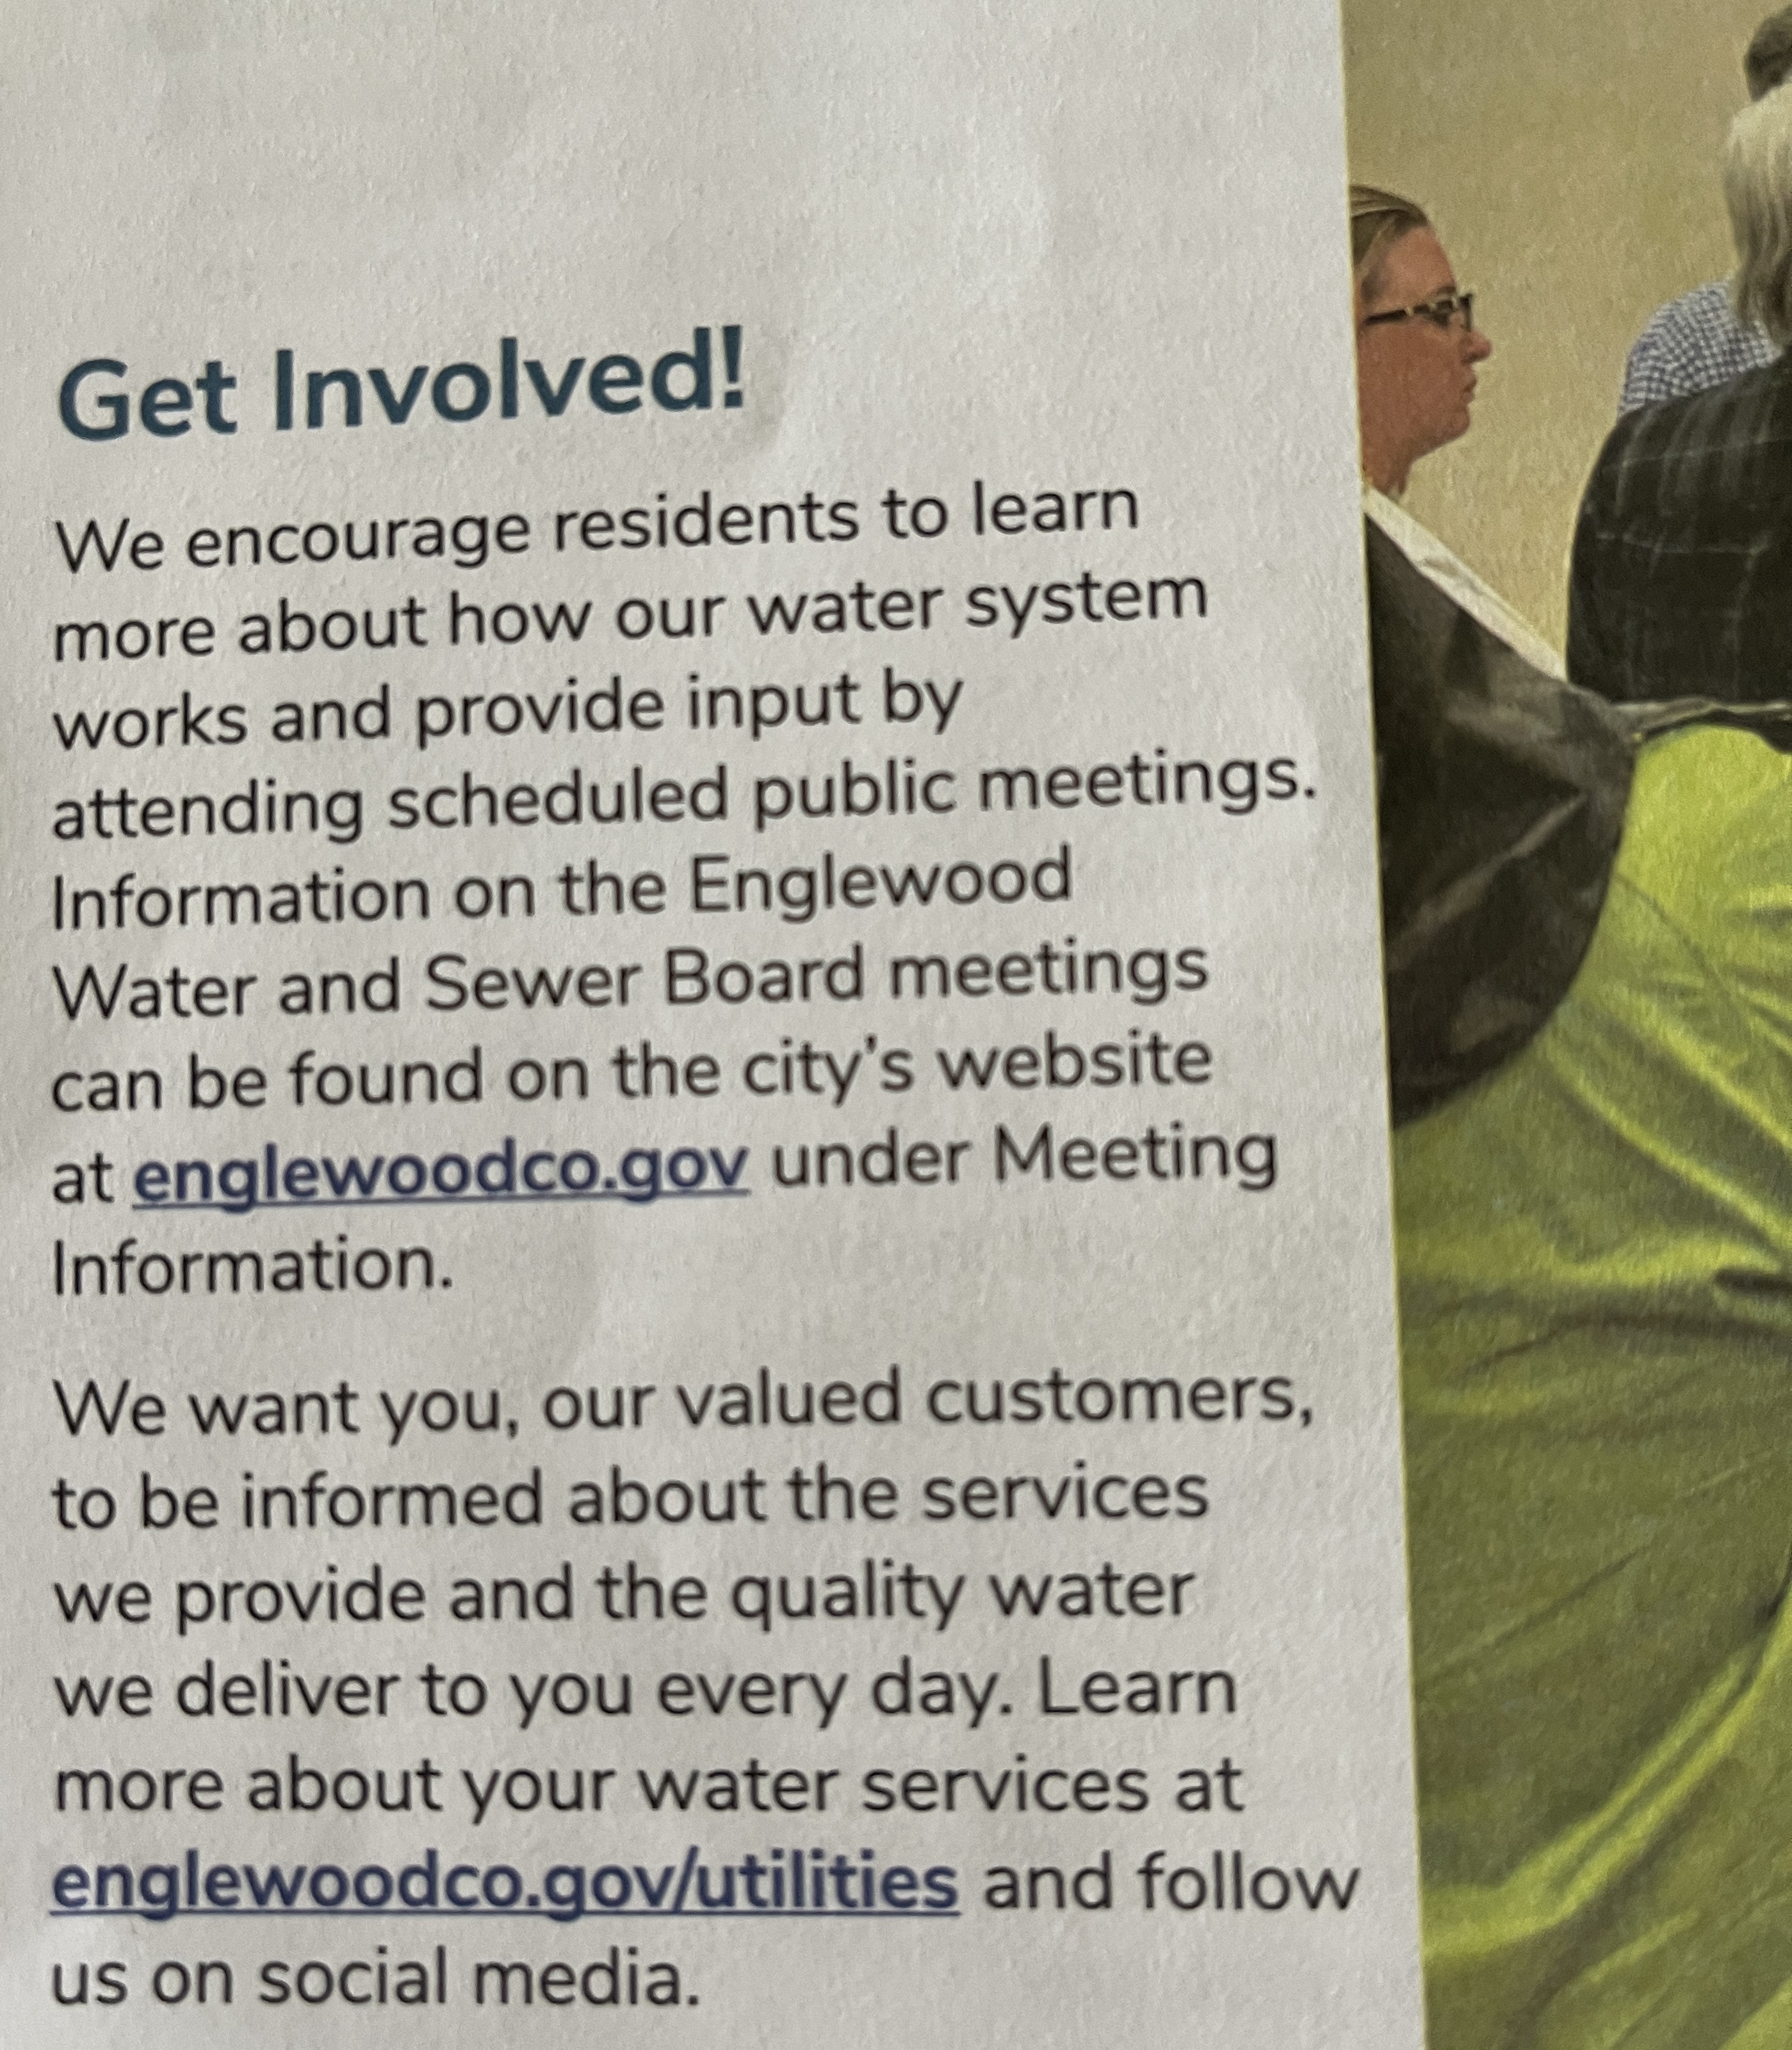 Get Involved!
We encourage residents to learn
more about how our water system
works and provide input by
attending scheduled public meetings.
Information on the Englewood
Water and Sewer Board meetings
can be found on the city's website
at englewoodco.gov under Meeting
Information.
We want you, our valued customers,
to be informed about the services
we provide and the quality water
we deliver to you every day. Learn
more about your water services at
englewoodco.gov/utilities and follow
us on social media.